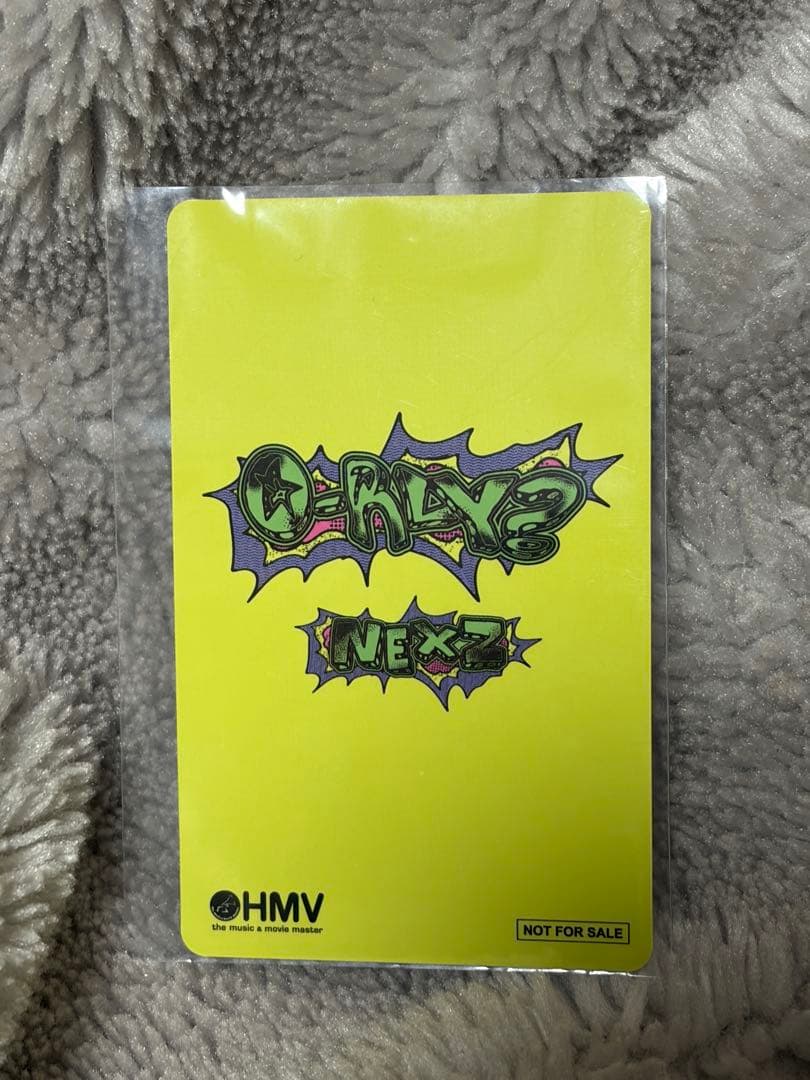 O-RLY?
NEXZ
HMV
the music & movie master
NOT FOR SALE